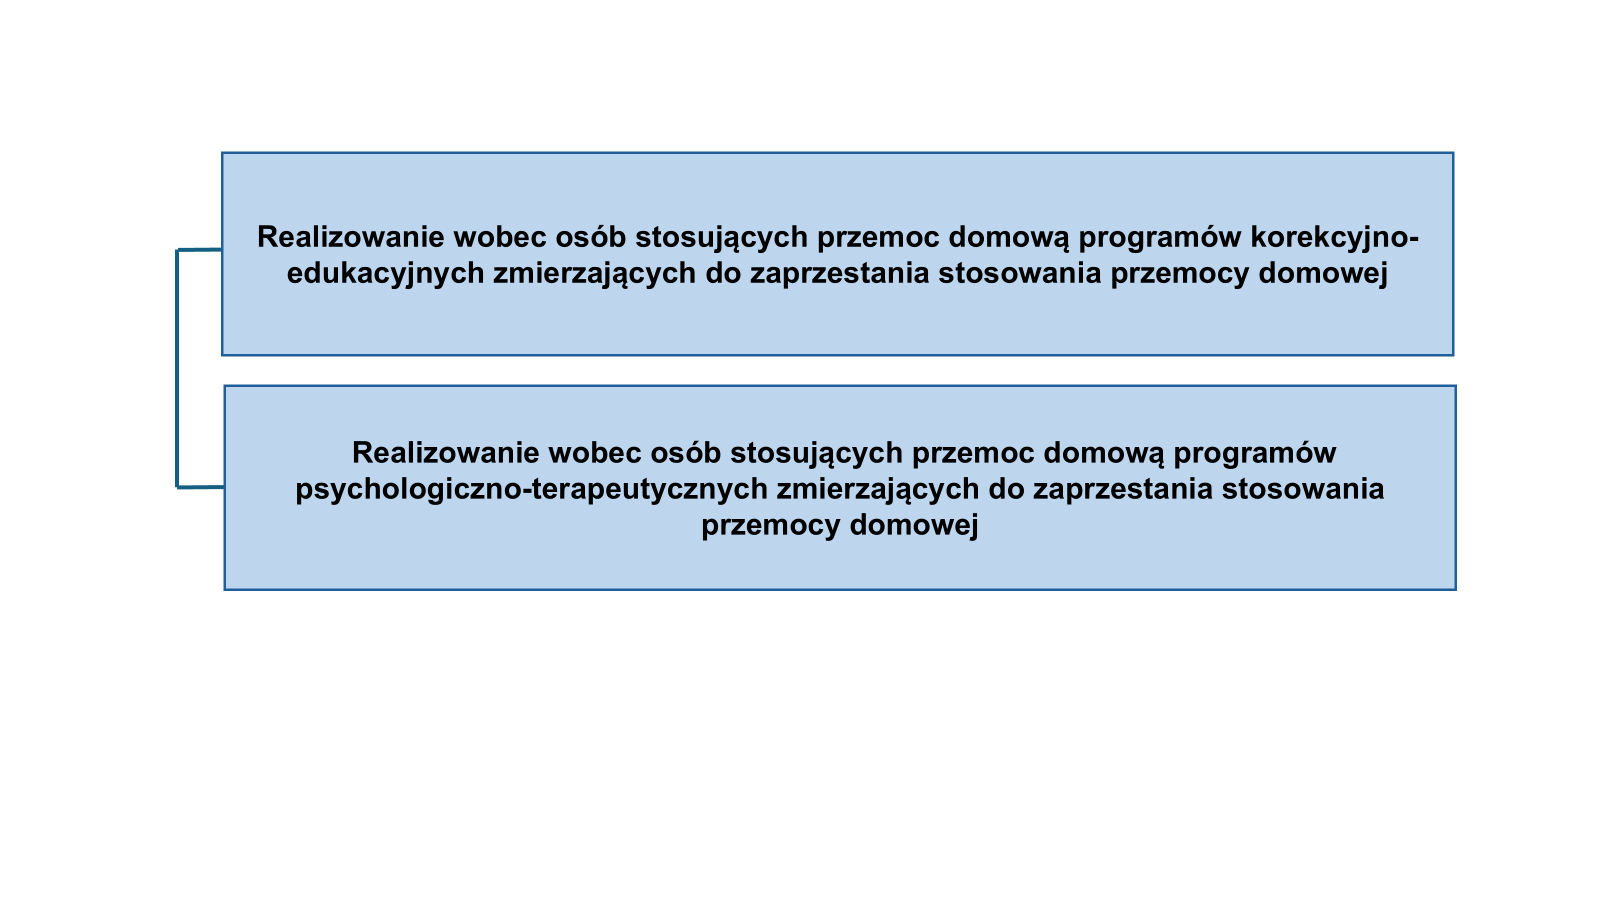 Realizowanie wobec osób stosujących przemoc domową programów korekcyjno-
edukacyjnych zmierzających do zaprzestania stosowania przemocy domowej
Realizowanie wobec osób stosujących przemoc domową programów
psychologiczno-terapeutycznych zmierzających do zaprzestania stosowania
przemocy domowej